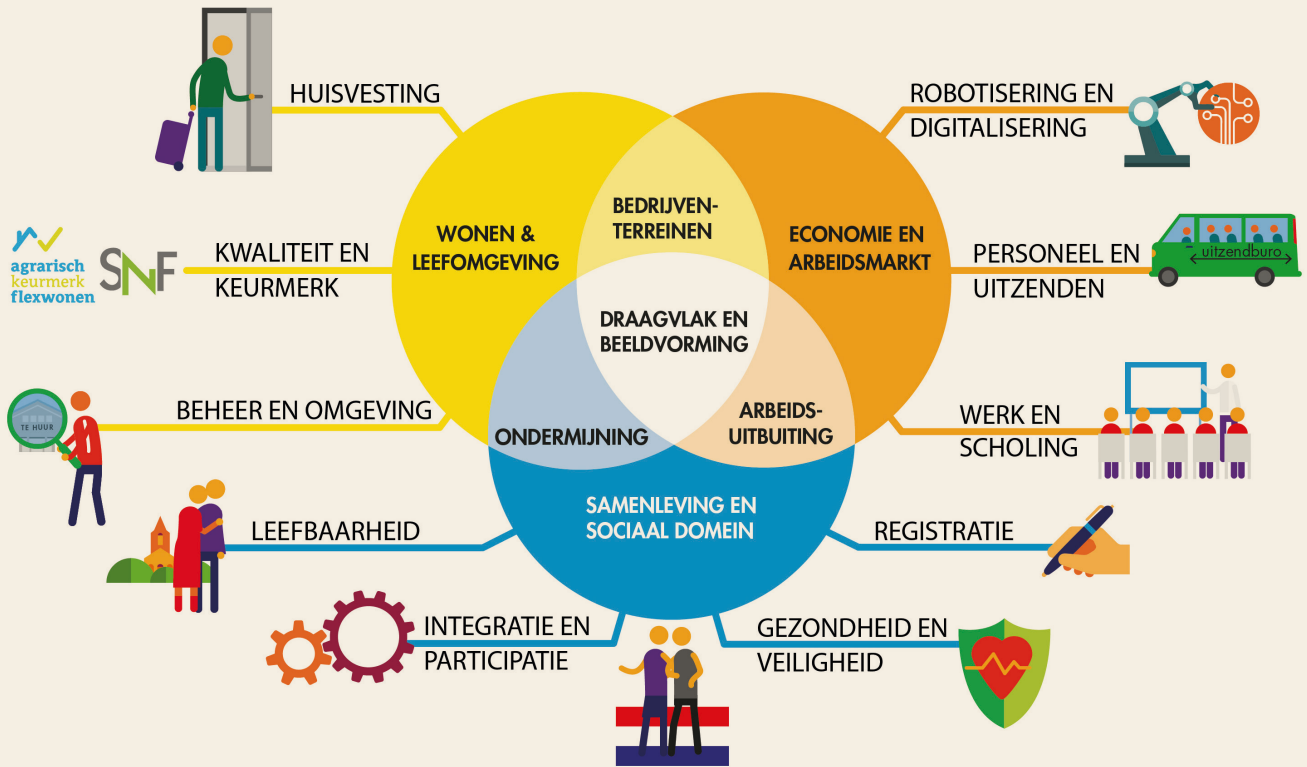 HUISVESTING
ROBOTISERING EN
DIGITALISERING
BEDRIJVEN-
TERREINEN
WONEN &
LEEFOMGEVING
ECONOMIE EN
ARBEIDSMARKT
agrarisch
keurmerk
flexwonen
SNF
KWALITEIT EN
KEURMERK
PERSONEEL EN
UITZENDEN
uitzendburo
DRAAGVLAK EN
BEELDVORMING
TE HUUR
BEHEER EN OMGEVING
ONDERMIJNING
ARBEIDS-
UITBUITING
WERK EN
SCHOLING
SAMENLEVING EN
SOCIAAL DOMEIN
LEEFBAARHEID
REGISTRATIE
INTEGRATIE EN
PARTICIPATIE
GEZONDHEID EN
VEILIGHEID